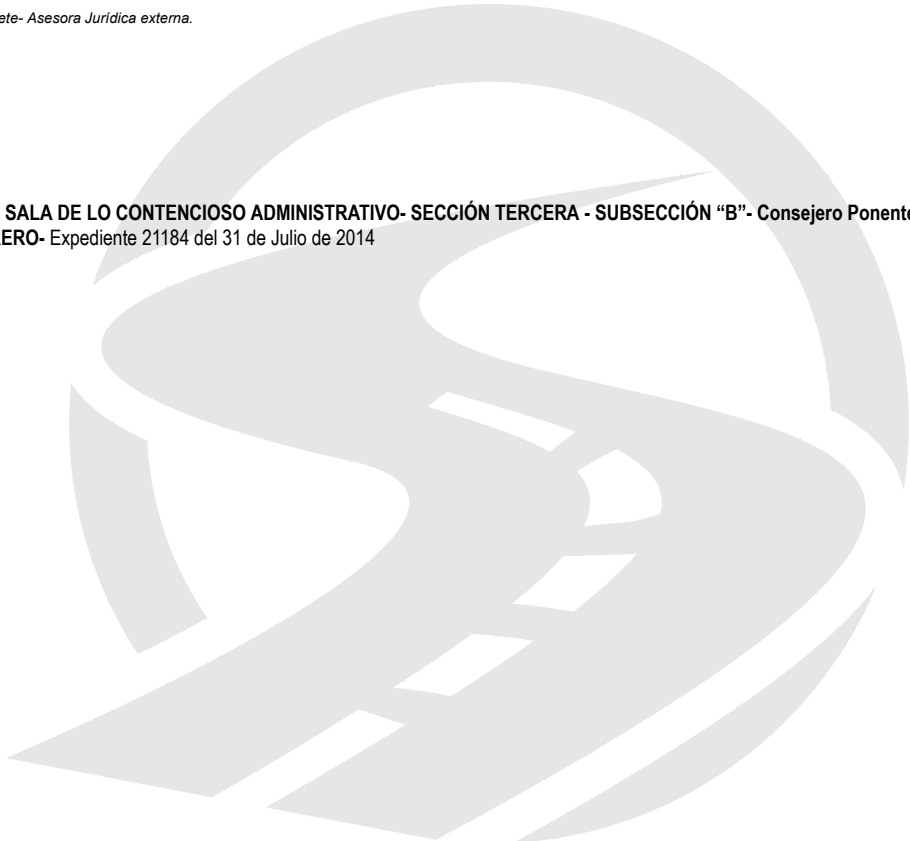 ete- Asesora Jurídica externa.
SALA DE LO CONTENCIOSO ADMINISTRATIVO- SECCIÓN TERCERA - SUBSECCIÓN “B”- Consejero Ponente
ERO- Expediente 21184 del 31 de Julio de 2014